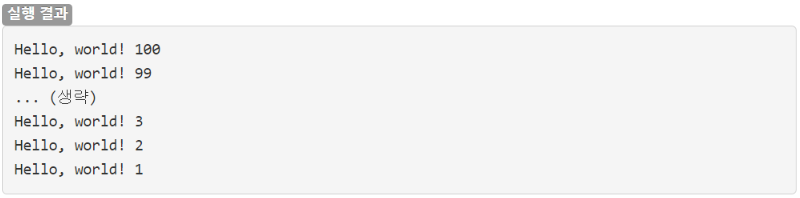 실행 결과
Hello, world! 100
Hello, world! 99
... (생략)
Hello, world! 3
Hello, world! 2
Hello, world! 1